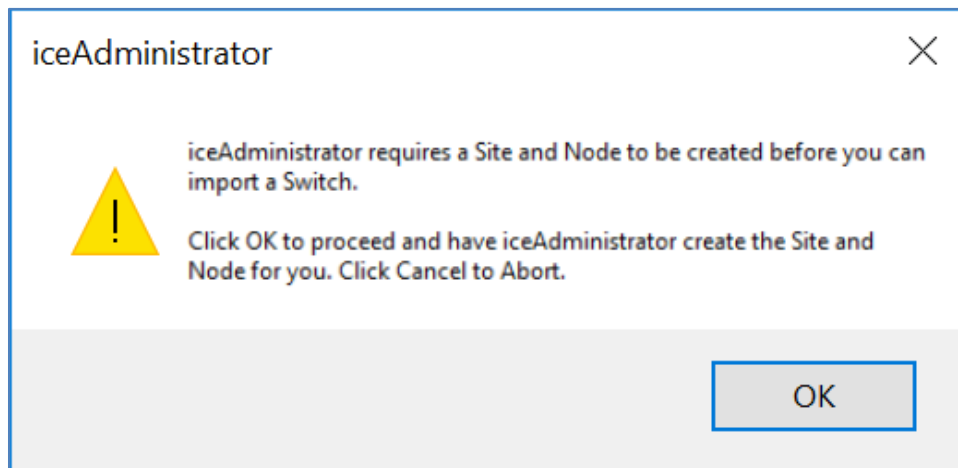 iceAdministrator
iceAdministrator requires a Site and Node to be created before you can
import a Switch.
Click OK to proceed and have iceAdministrator create the Site and
Node for you. Click Cancel to Abort.
OK